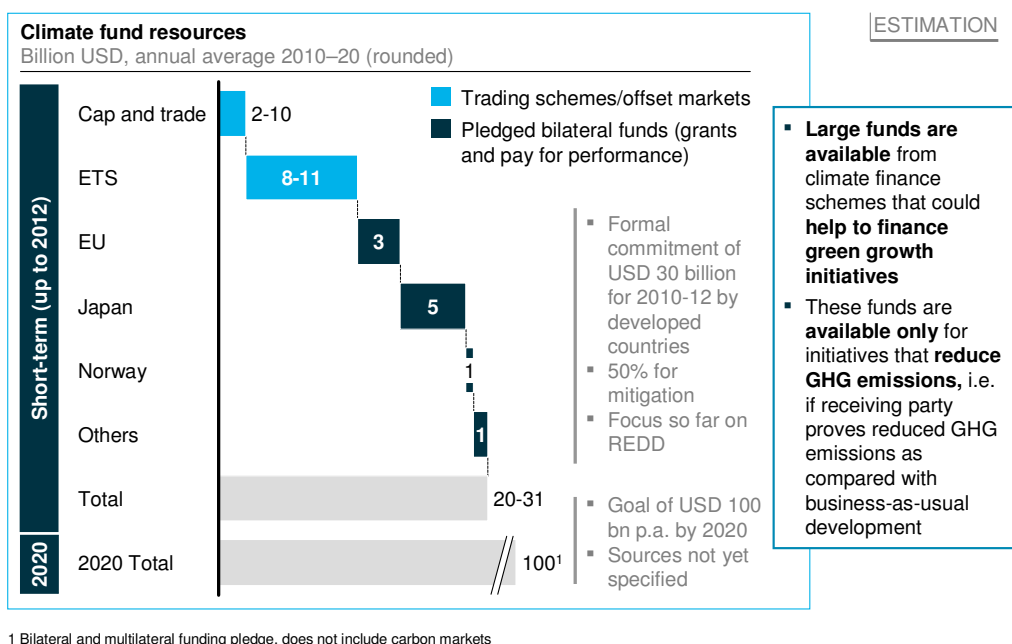 Climate fund resources
Billion USD, annual average 2010–20 (rounded)
ESTIMATION
Short-term (up to 2012)
2020
Trading schemes/offset markets
Pledged bilateral funds (grants
and pay for performance)
Cap and trade
2-10
ETS
8-11
EU
3
Japan
5
Norway
1
Others
1
Total
20-31
2020 Total
100¹
▪ Formal
commitment of
USD 30 billion
for 2010-12 by
developed
countries
▪ 50% for
mitigation
▪ Focus so far on
REDD
▪ Goal of USD 100
bn p.a. by 2020
▪ Sources not yet
specified
▪ Large funds are
available from
climate finance
schemes that could
help to finance
green growth
initiatives
▪ These funds are
available only for
initiatives that reduce
GHG emissions, i.e.
if receiving party
proves reduced GHG
emissions as
compared with
business-as-usual
development
1 Bilateral and multilateral funding pledge, does not include carbon markets